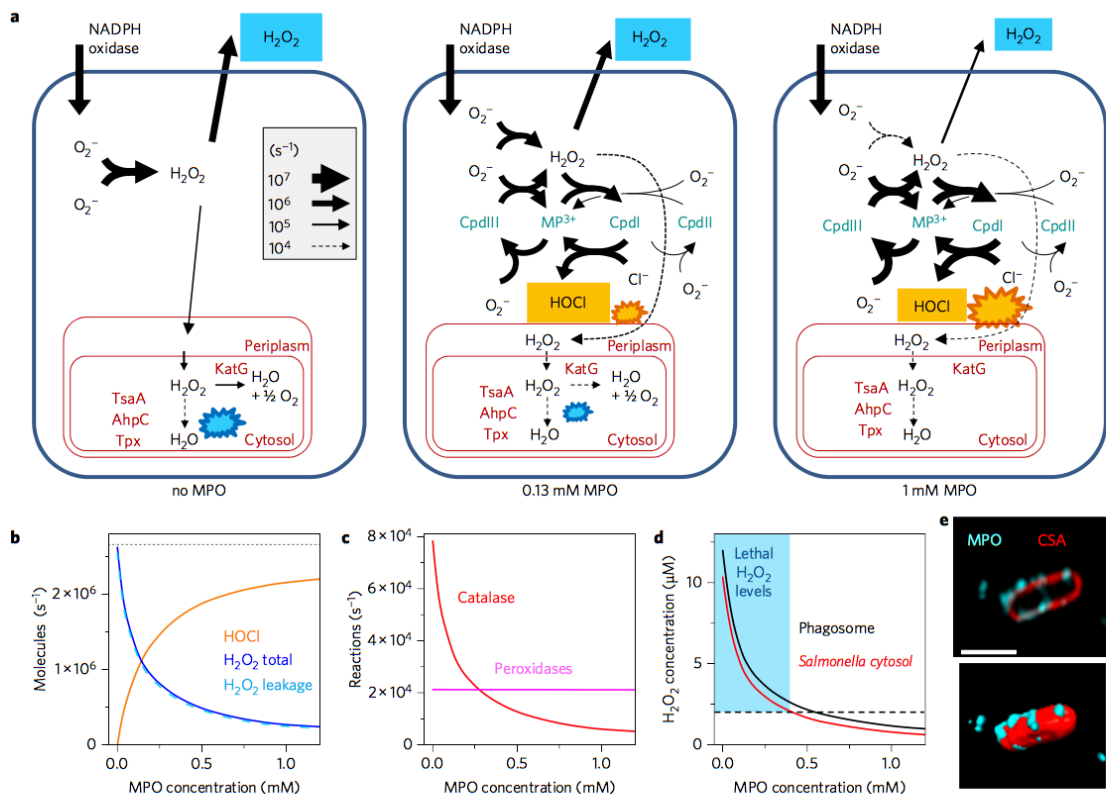 a
NADPH
oxidase
H₂O₂
O₂⁻
H₂O₂
O₂⁻
(s⁻¹)
10⁷
10⁶
10⁵
10⁴
Periplasm
KatG
H₂O₂
H₂O
+ ½ O₂
TsaA
AhpC
Tpx
H₂O
Cytosol
no MPO
NADPH
oxidase
H₂O₂
O₂⁻
H₂O₂
O₂⁻
O₂⁻
CpdIII
MP³⁺
CpdI
CpdII
Cl⁻
O₂⁻
O₂⁻
HOCl
H₂O₂
Periplasm
KatG
H₂O₂
H₂O
+ ½ O₂
TsaA
AhpC
Tpx
H₂O
Cytosol
0.13 mM MPO
NADPH
oxidase
H₂O₂
O₂⁻
H₂O₂
O₂⁻
O₂⁻
CpdIII
MP³⁺
CpdI
CpdII
Cl⁻
O₂⁻
O₂⁻
HOCl
H₂O₂
Periplasm
KatG
H₂O₂
TsaA
AhpC
Tpx
H₂O
Cytosol
1 mM MPO
b
Molecules (s⁻¹)
2×10⁶
1×10⁶
0
HOCl
H₂O₂ total
H₂O₂ leakage
0.0
0.5
1.0
MPO concentration (mM)
c
Reactions (s⁻¹)
8 × 10⁴
6 × 10⁴
4 × 10⁴
2 × 10⁴
0
Catalase
Peroxidases
0.0
0.5
1.0
MPO concentration (mM)
d
H₂O₂ concentration (μM)
10
5
0
Lethal
H₂O₂
levels
Phagosome
Salmonella cytosol
0.0
0.5
1.0
MPO concentration (mM)
e
MPO
CSA